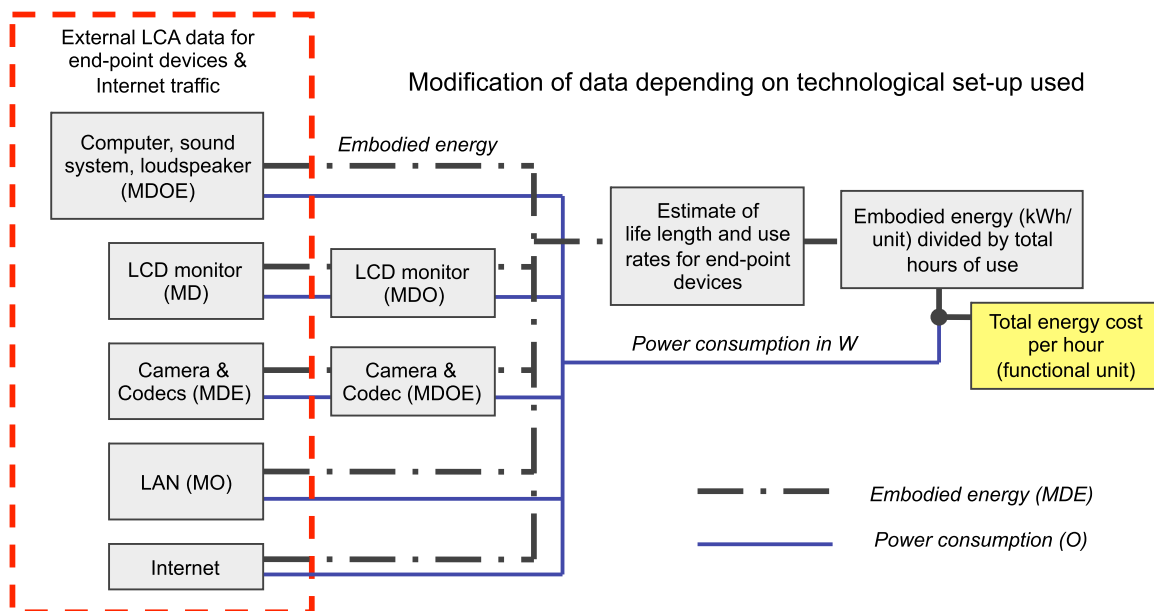 External LCA data for
end-point devices &
Internet traffic
Modification of data depending on technological set-up used
Computer, sound
system, loudspeaker
(MDOE)
Embodied energy
LCD monitor
(MD)
LCD monitor
(MDO)
Camera &
Codecs (MDE)
Camera &
Codec (MDOE)
LAN (MO)
Internet
Estimate of
life length and use
rates for end-point
devices
Embodied energy (kWh/
unit) divided by total
hours of use
Power consumption in W
Total energy cost
per hour
(functional unit)
Embodied energy (MDE)
Power consumption (O)